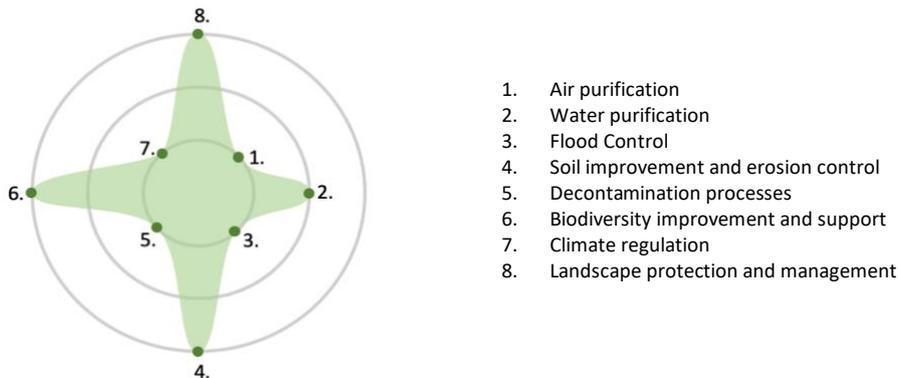 8.
7.
1.
6.
2.
5.
3.
4.
1. Air purification
2. Water purification
3. Flood Control
4. Soil improvement and erosion control
5. Decontamination processes
6. Biodiversity improvement and support
7. Climate regulation
8. Landscape protection and management